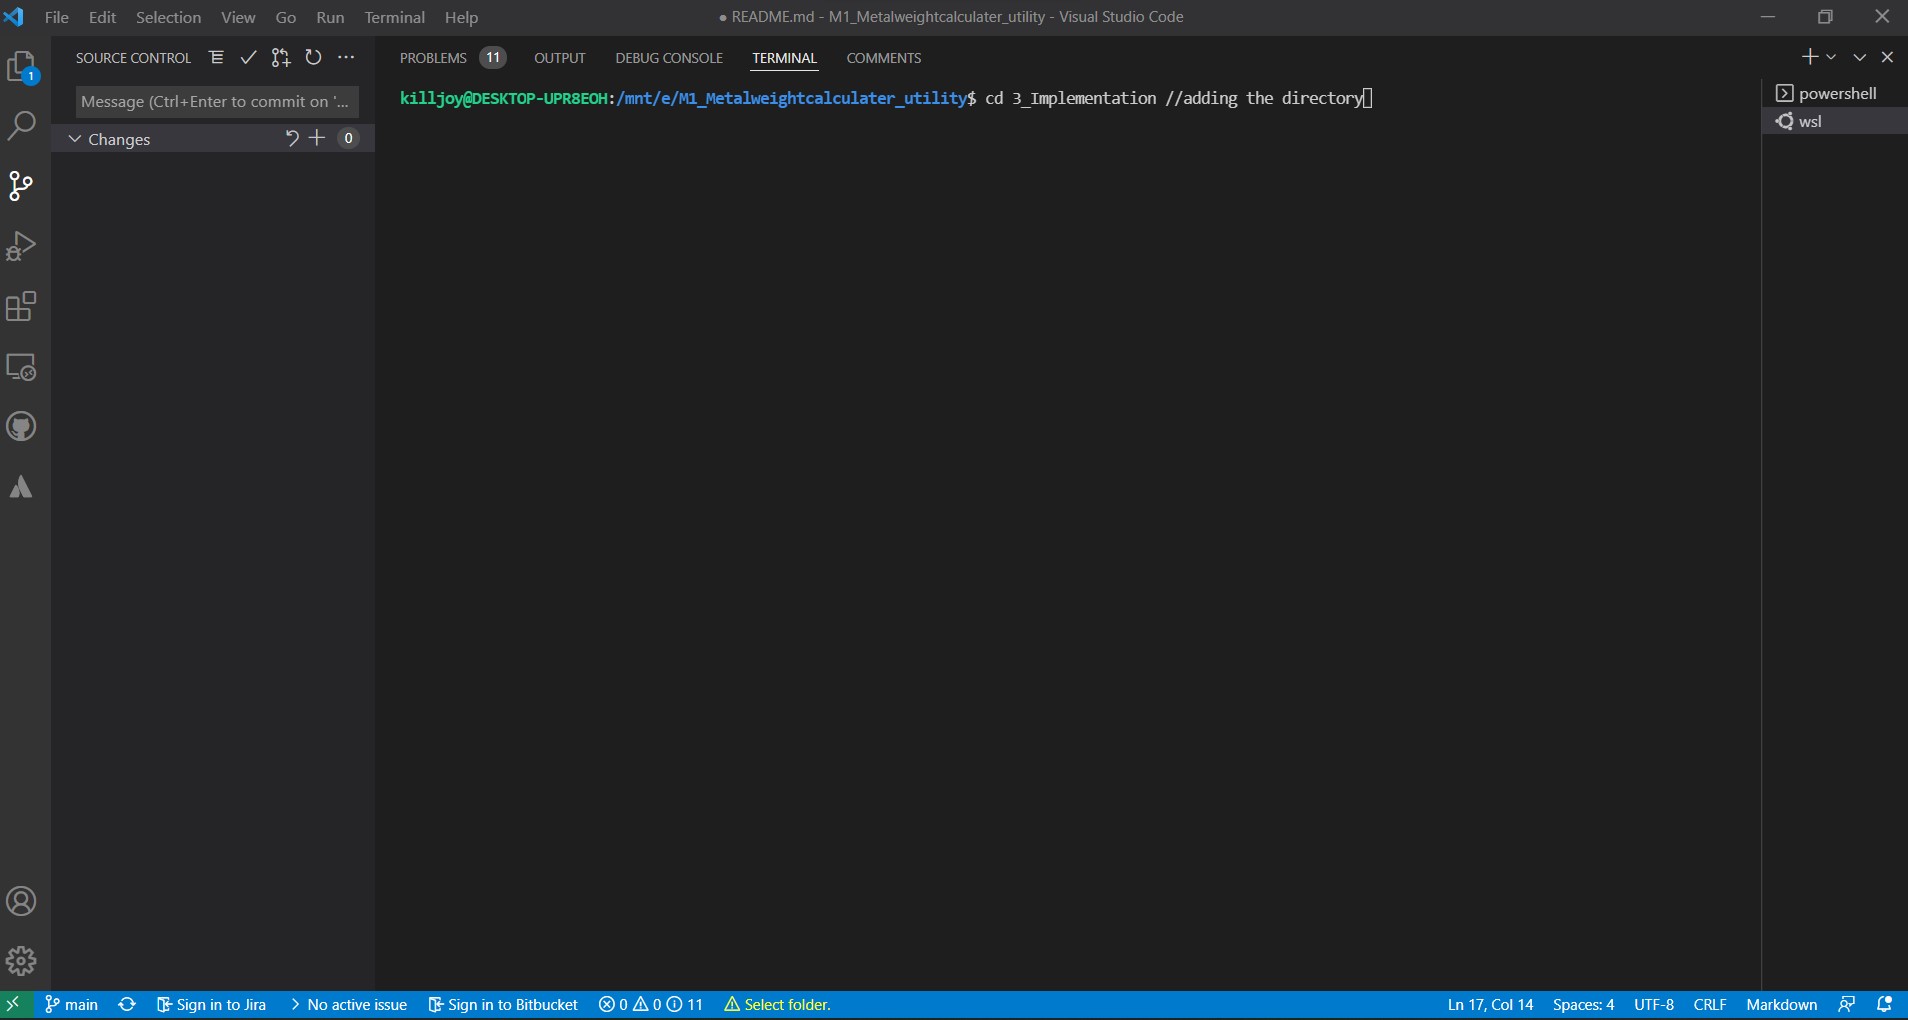 File Edit Selection View Go Run Terminal Help
● README.md - M1_Metalweightcalculater_utility - Visual Studio Code
1
SOURCE CONTROL
Message (Ctrl+Enter to commit on '...
Changes 0
PROBLEMS 11 OUTPUT DEBUG CONSOLE TERMINAL COMMENTS
killjoy@DESKTOP-UPR8EOH:/mnt/e/M1_Metalweightcalculater_utility$ cd 3_Implementation //adding the directory
powershell
wsl
main Sign in to Jira No active issue Sign in to Bitbucket 0 0 11 Select folder. Ln 17, Col 14 Spaces: 4 UTF-8 CRLF Markdown